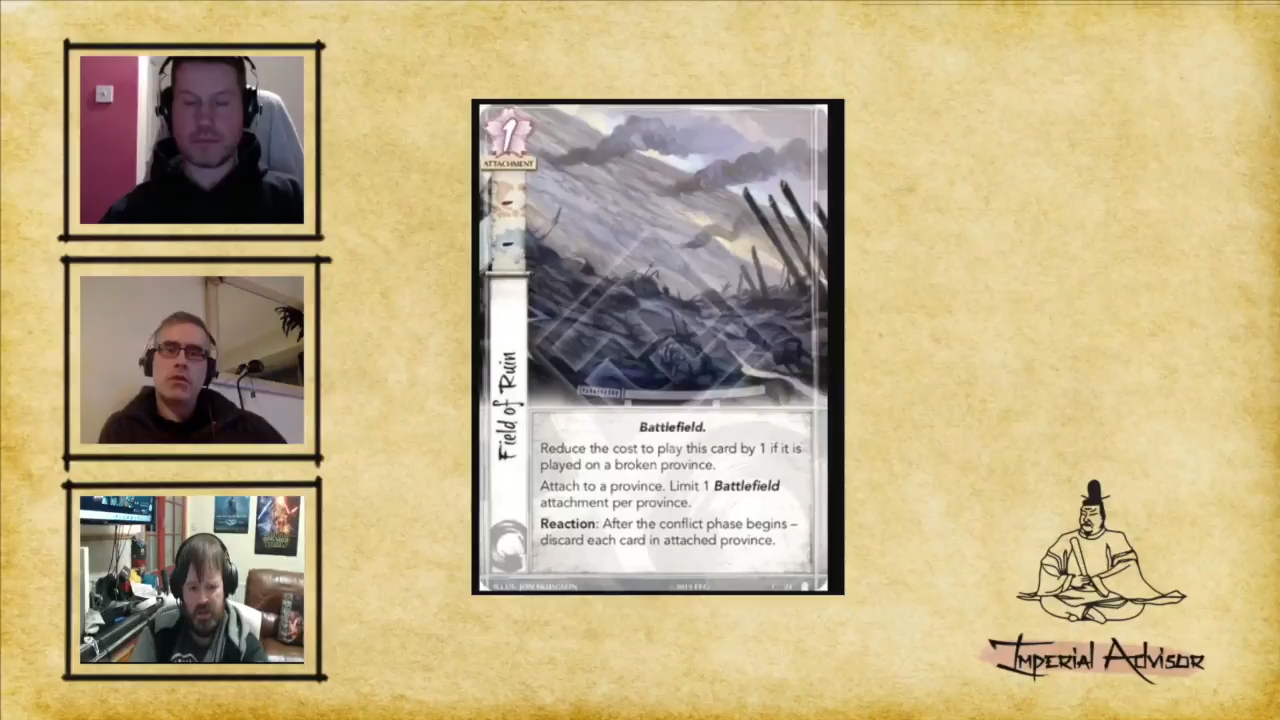 1
ATTACHMENT
-
-
Field of Ruin
Battlefield.
Reduce the cost to play this card by 1 if it is
played on a broken province.
Attach to a province. Limit 1 Battlefield
attachment per province.
Reaction: After the conflict phase begins –
discard each card in attached province.
Imperial Advisor